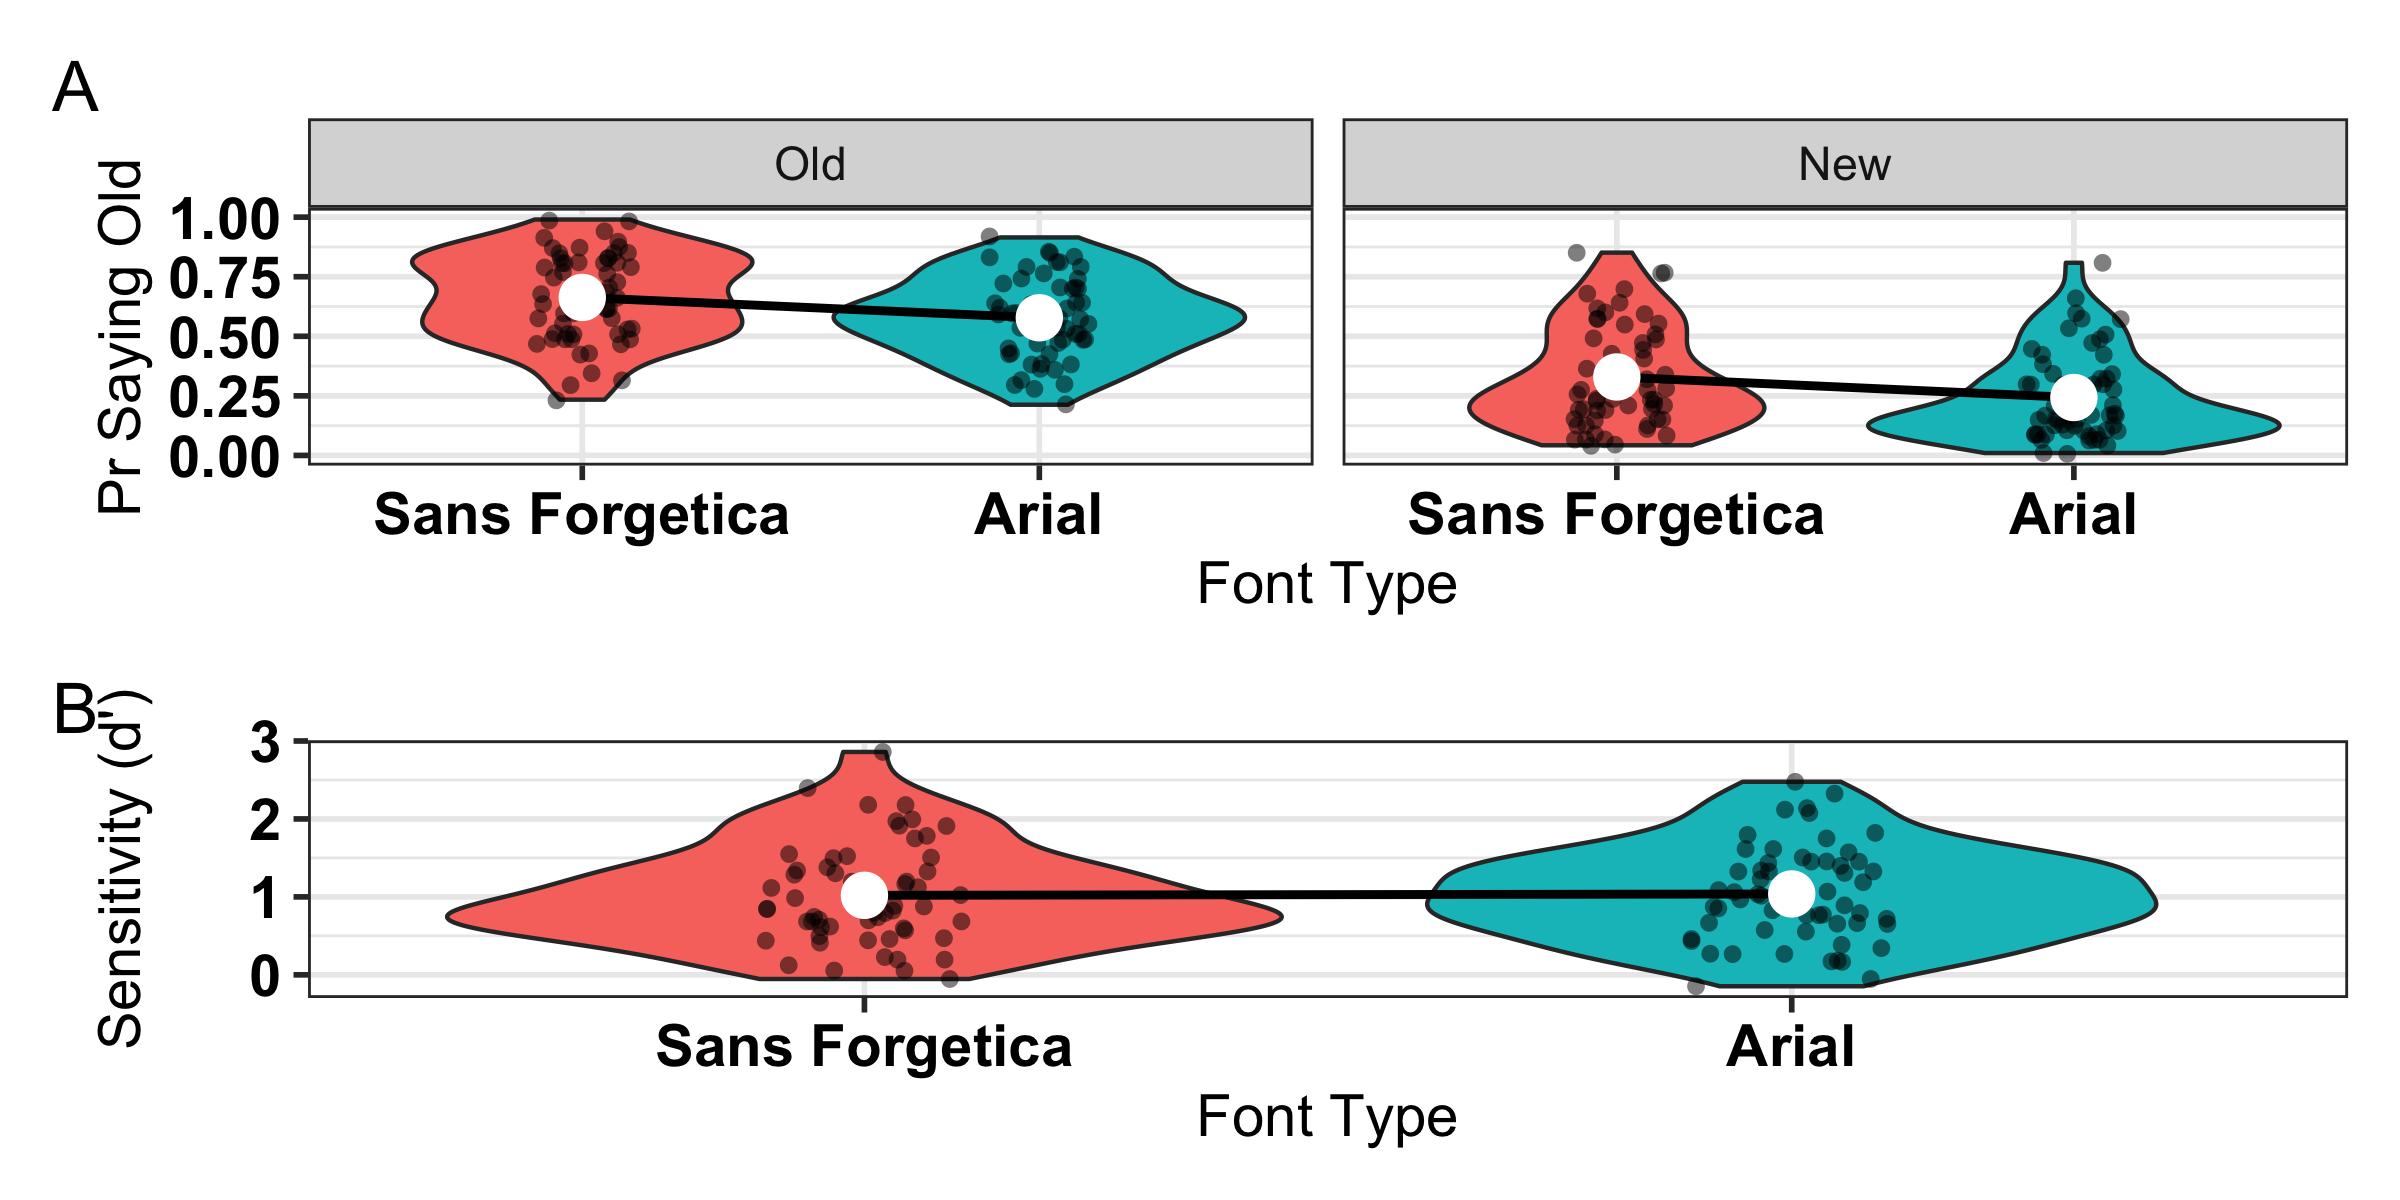 A
Old
New
Pr Saying Old
1.00
0.75
0.50
0.25
0.00
Sans Forgetica
Arial
Sans Forgetica
Arial
Font Type
B
Sensitivity (d')
3
2
1
0
Sans Forgetica
Arial
Font Type